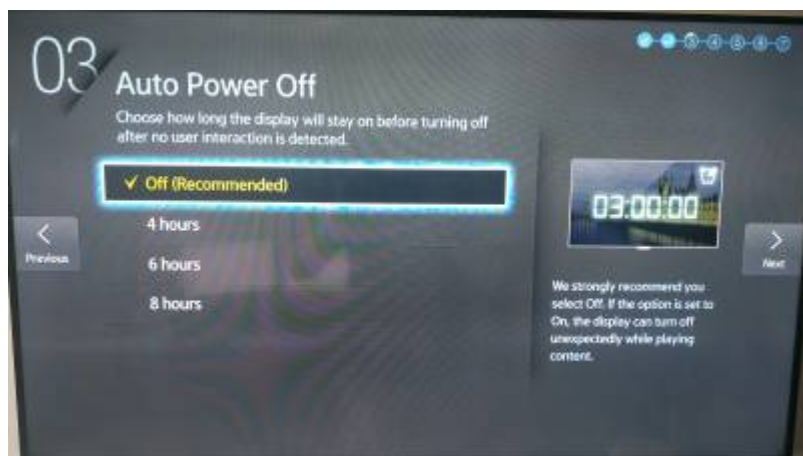 03
Auto Power Off
Choose how long the display will stay on before turning off
after no user interaction is detected.
✓ Off (Recommended)
4 hours
6 hours
8 hours
Previous
03:00:00
We strongly recommend you
select Off. If the option is set to
On, the display can turn off
unexpectedly while playing
content.
Next